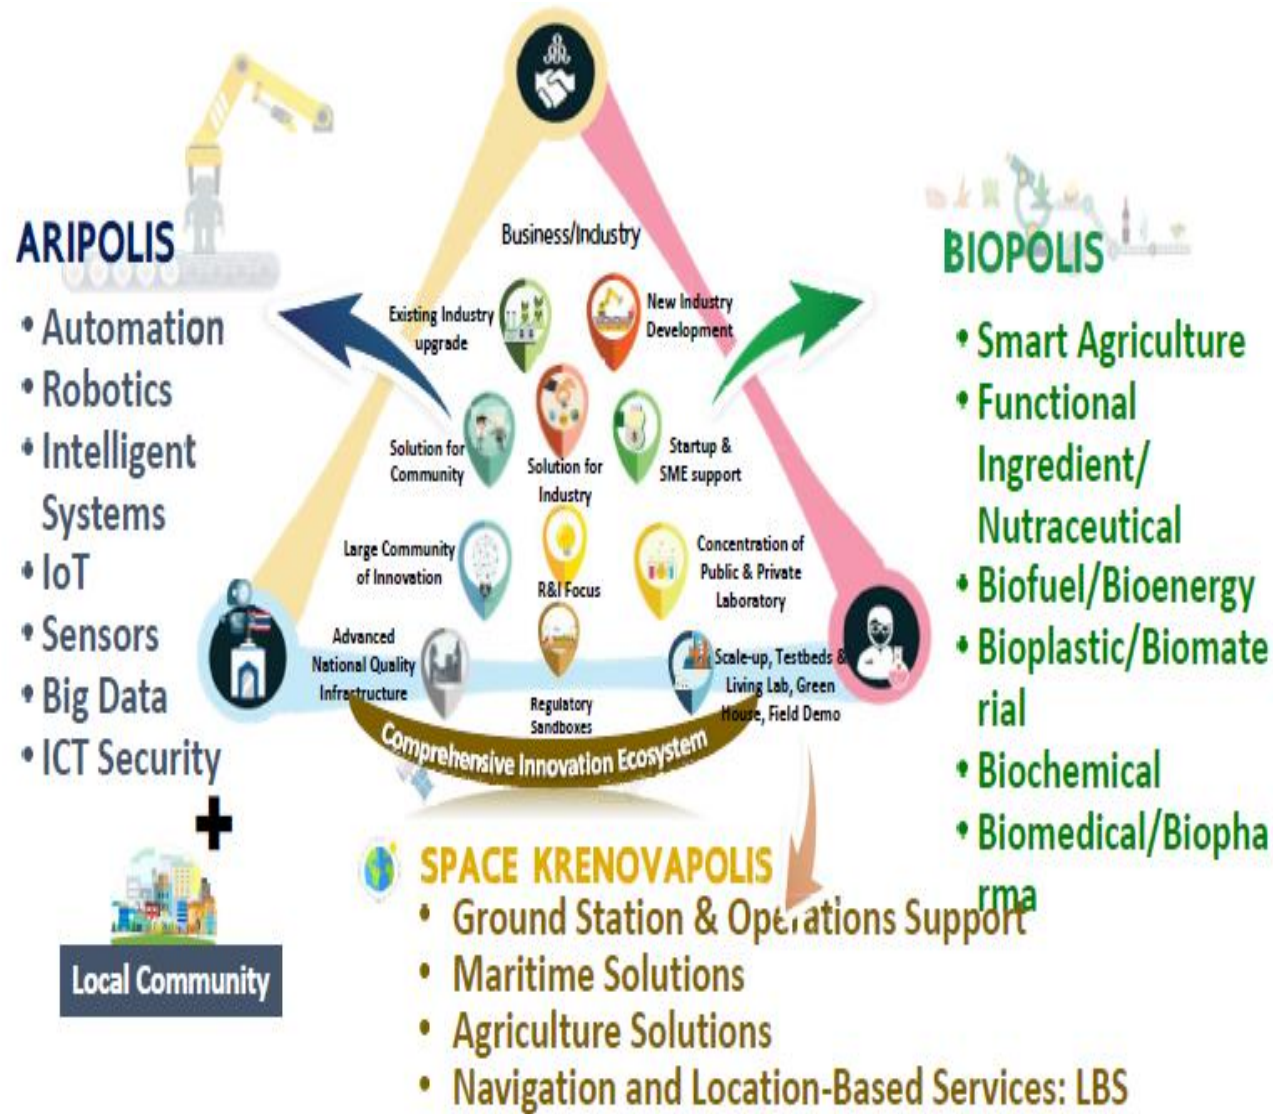 ARIPOLIS
• Automation
• Robotics
• Intelligent
Systems
• IoT
• Sensors
• Big Data
• ICT Security
+
Local Community
Business/Industry
Existing Industry
upgrade
New Industry
Development
Solution for
Community
Solution for
Industry
Startup &
SME support
Large Community
of Innovation
R&I Focus
Concentration of
Public & Private
Laboratory
Advanced
National Quality
Infrastructure
Regulatory
Sandboxes
Scale-up, Testbeds &
Living Lab, Green
House, Field Demo
Comprehensive Innovation Ecosystem
BIOPOLIS
• Smart Agriculture
• Functional
Ingredient/
Nutraceutical
• Biofuel/Bioenergy
• Bioplastic/Biomate
rial
• Biochemical
• Biomedical/Biopha
rma
SPACE KRENOVAPOLIS
• Ground Station & Operations Support
• Maritime Solutions
• Agriculture Solutions
• Navigation and Location-Based Services: LBS